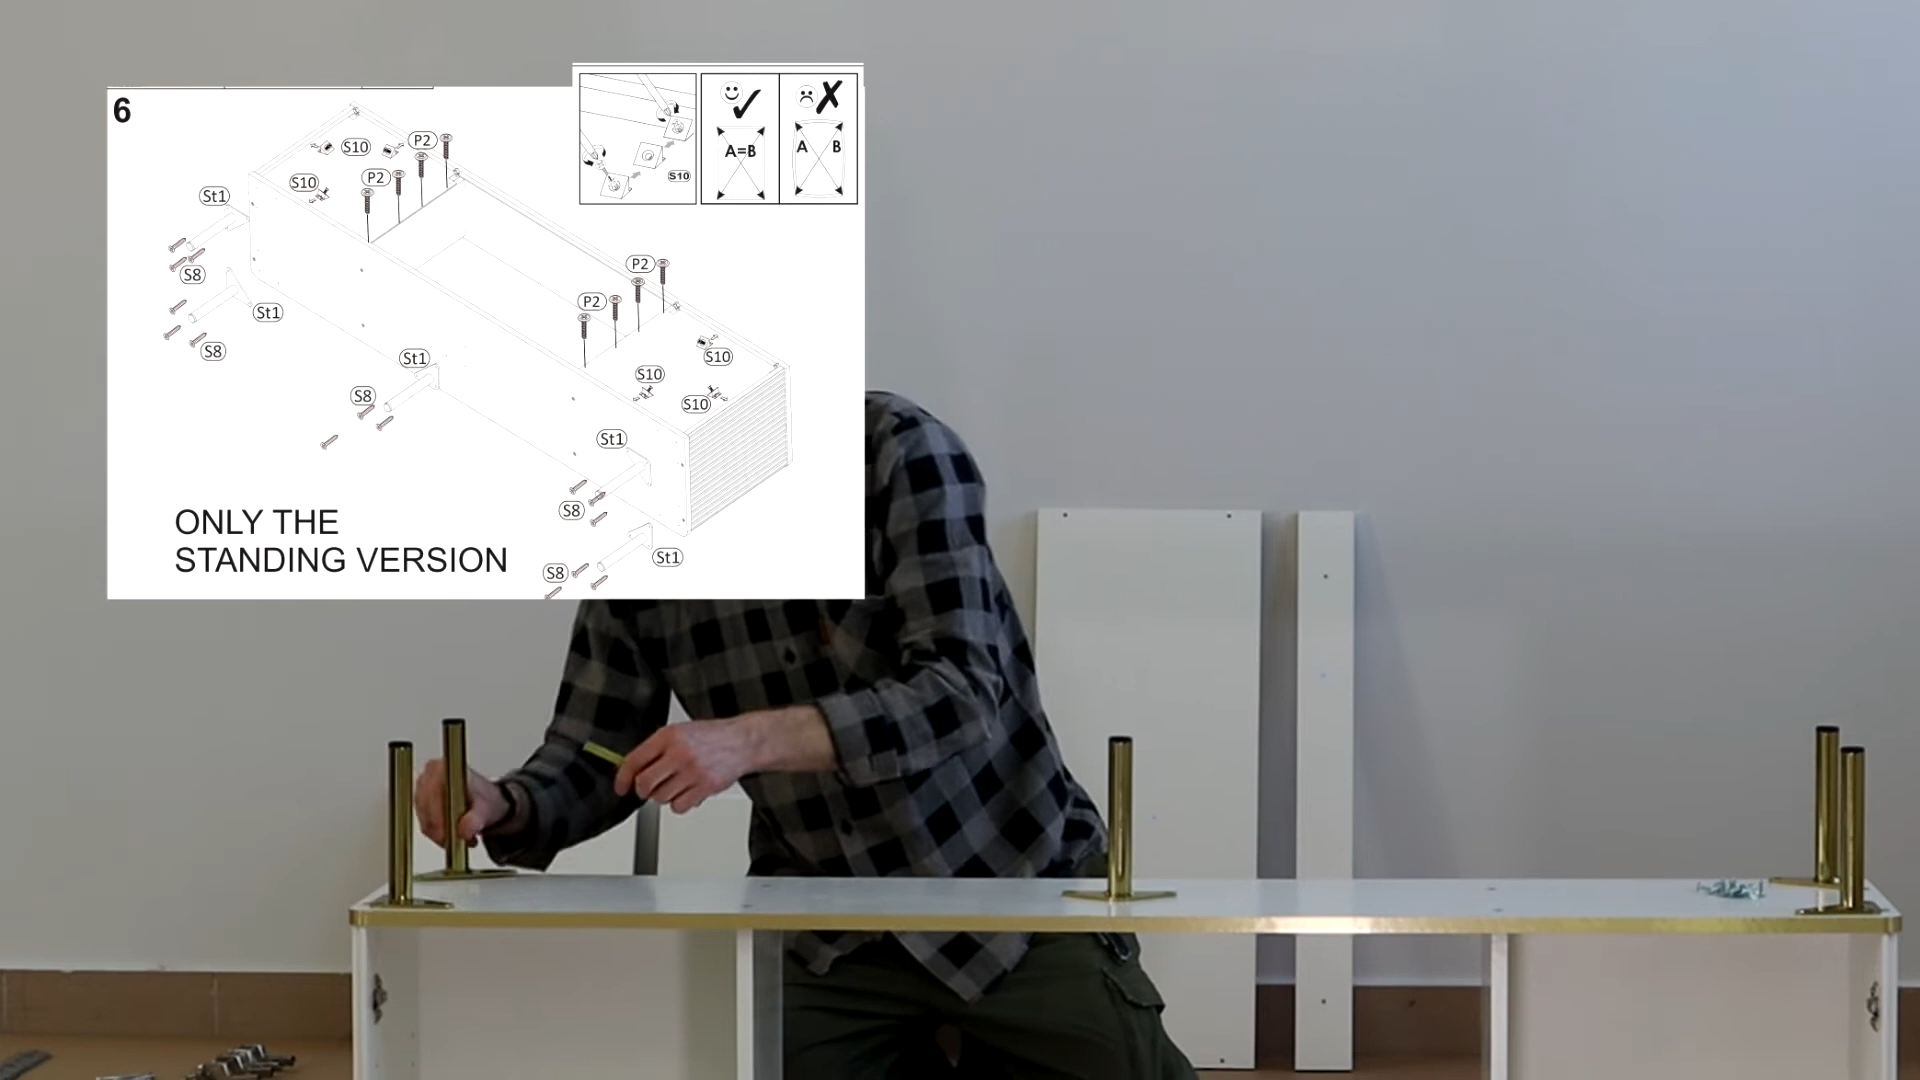 6
S10
P2
S10
P2
St1
S8
St1
S8
A=B
A B
S10
P2
P2
St1
S8
S10
S10
S10
St1
S8
St1
S8
ONLY THE
STANDING VERSION